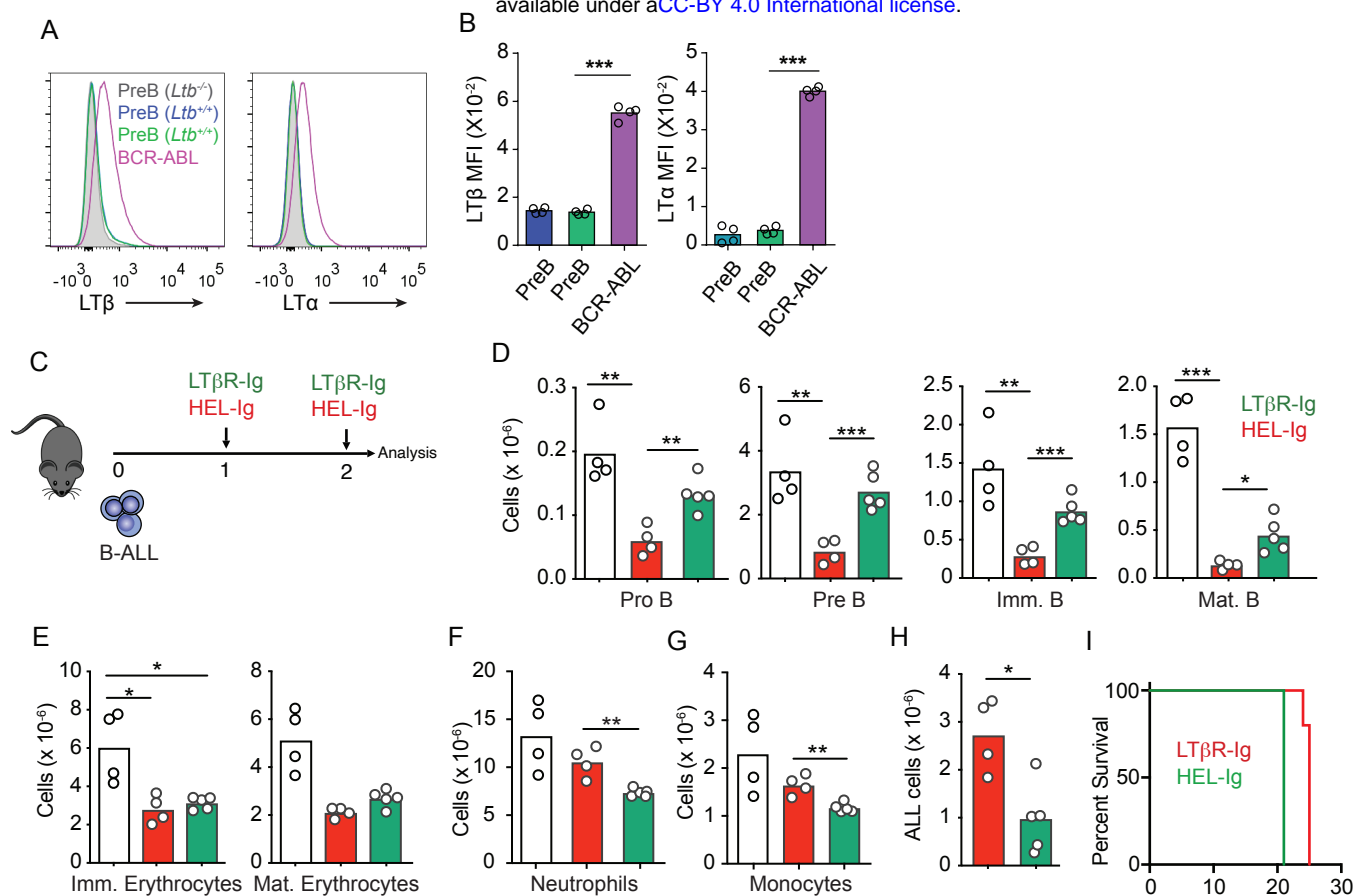 available under aCC-BY 4.0 International license.
A
PreB (Ltb-/-)
PreB (Ltb+/+)
PreB (Ltb+/+)
BCR-ABL
-10 3 0 10 3 10 4 10 5
LTβ
-10 3 0 10 3 10 4 10 5
LTα
B
LTβ MFI (X10-2)
8
6
4
2
0
***
PreB
PreB
BCR-ABL
LTα MFI (X10-2)
5
4
3
2
1
0
***
PreB
PreB
BCR-ABL
C
LTβR-Ig
HEL-Ig
LTβR-Ig
HEL-Ig
0
1
2
Analysis
B-ALL
D
Cells (x 10-6)
0.3
0.2
0.1
0.0
**
**
Pro B
6
4
2
0
**
***
Pre B
2.5
2.0
1.5
1.0
0.5
0
**
***
Imm. B
2.0
1.5
1.0
0.5
0.0
***
*
Mat. B
LTβR-Ig
HEL-Ig
E
Cells (x 10-6)
10
8
6
4
2
0
*
*
Imm. Erythrocytes
8
6
4
2
0
Mat. Erythrocytes
F
Cells (x 10-6)
20
15
10
5
0
**
Neutrophils
G
Cells (x 10-6)
4
3
2
1
0
**
Monocytes
H
ALL cells (x 10-6)
4
3
2
1
0
*
I
Percent Survival
100
50
0
LTβR-Ig
HEL-Ig
0 10 20 30